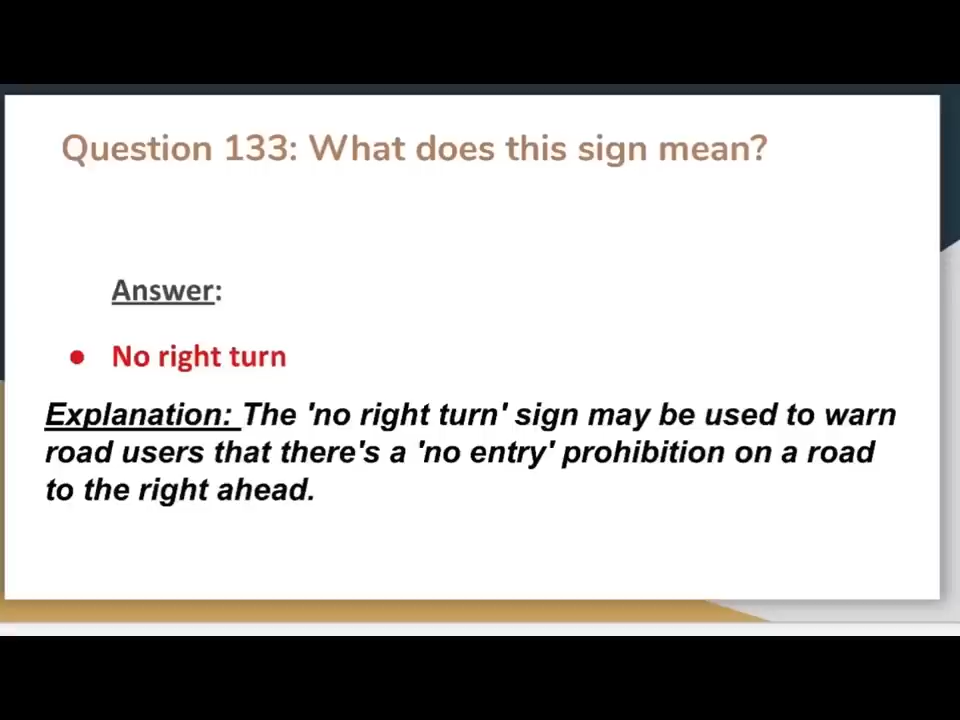 Question 133: What does this sign mean?
Answer:
● No right turn
Explanation: The 'no right turn' sign may be used to warn
road users that there's a 'no entry' prohibition on a road
to the right ahead.